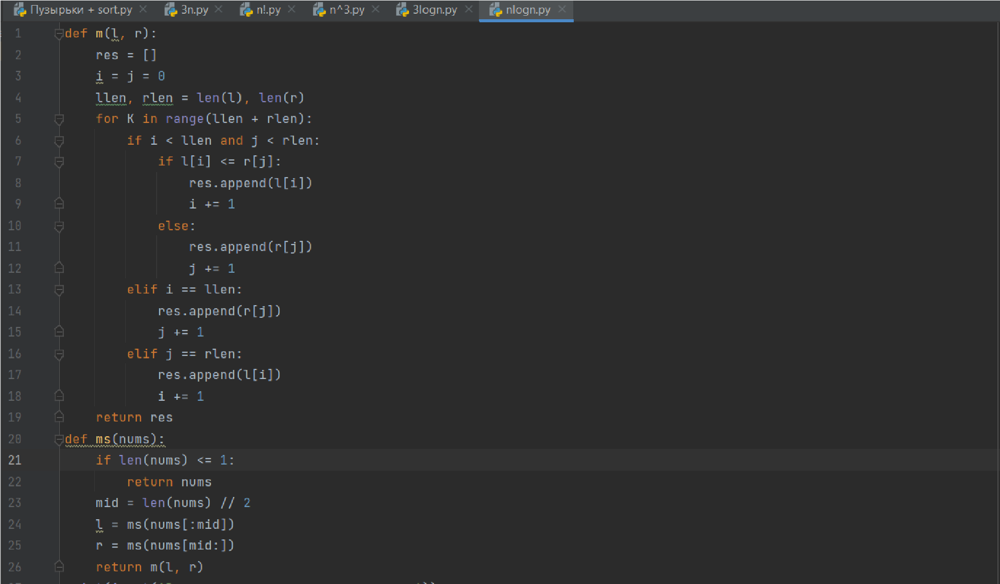 Пузырьки + sort.py 3n.py n!.py n^3.py 3logn.py nlogn.py
1 def m(l, r):
2 res = []
3 i = j = 0
4 llen, rlen = len(l), len(r)
5 for K in range(llen + rlen):
6 if i < llen and j < rlen:
7 if l[i] <= r[j]:
8 res.append(l[i])
9 i += 1
10 else:
11 res.append(r[j])
12 j += 1
13 elif i == llen:
14 res.append(r[j])
15 j += 1
16 elif j == rlen:
17 res.append(l[i])
18 i += 1
19 return res
20 def ms(nums):
21 if len(nums) <= 1:
22 return nums
23 mid = len(nums) // 2
24 l = ms(nums[:mid])
25 r = ms(nums[mid:])
26 return m(l, r)